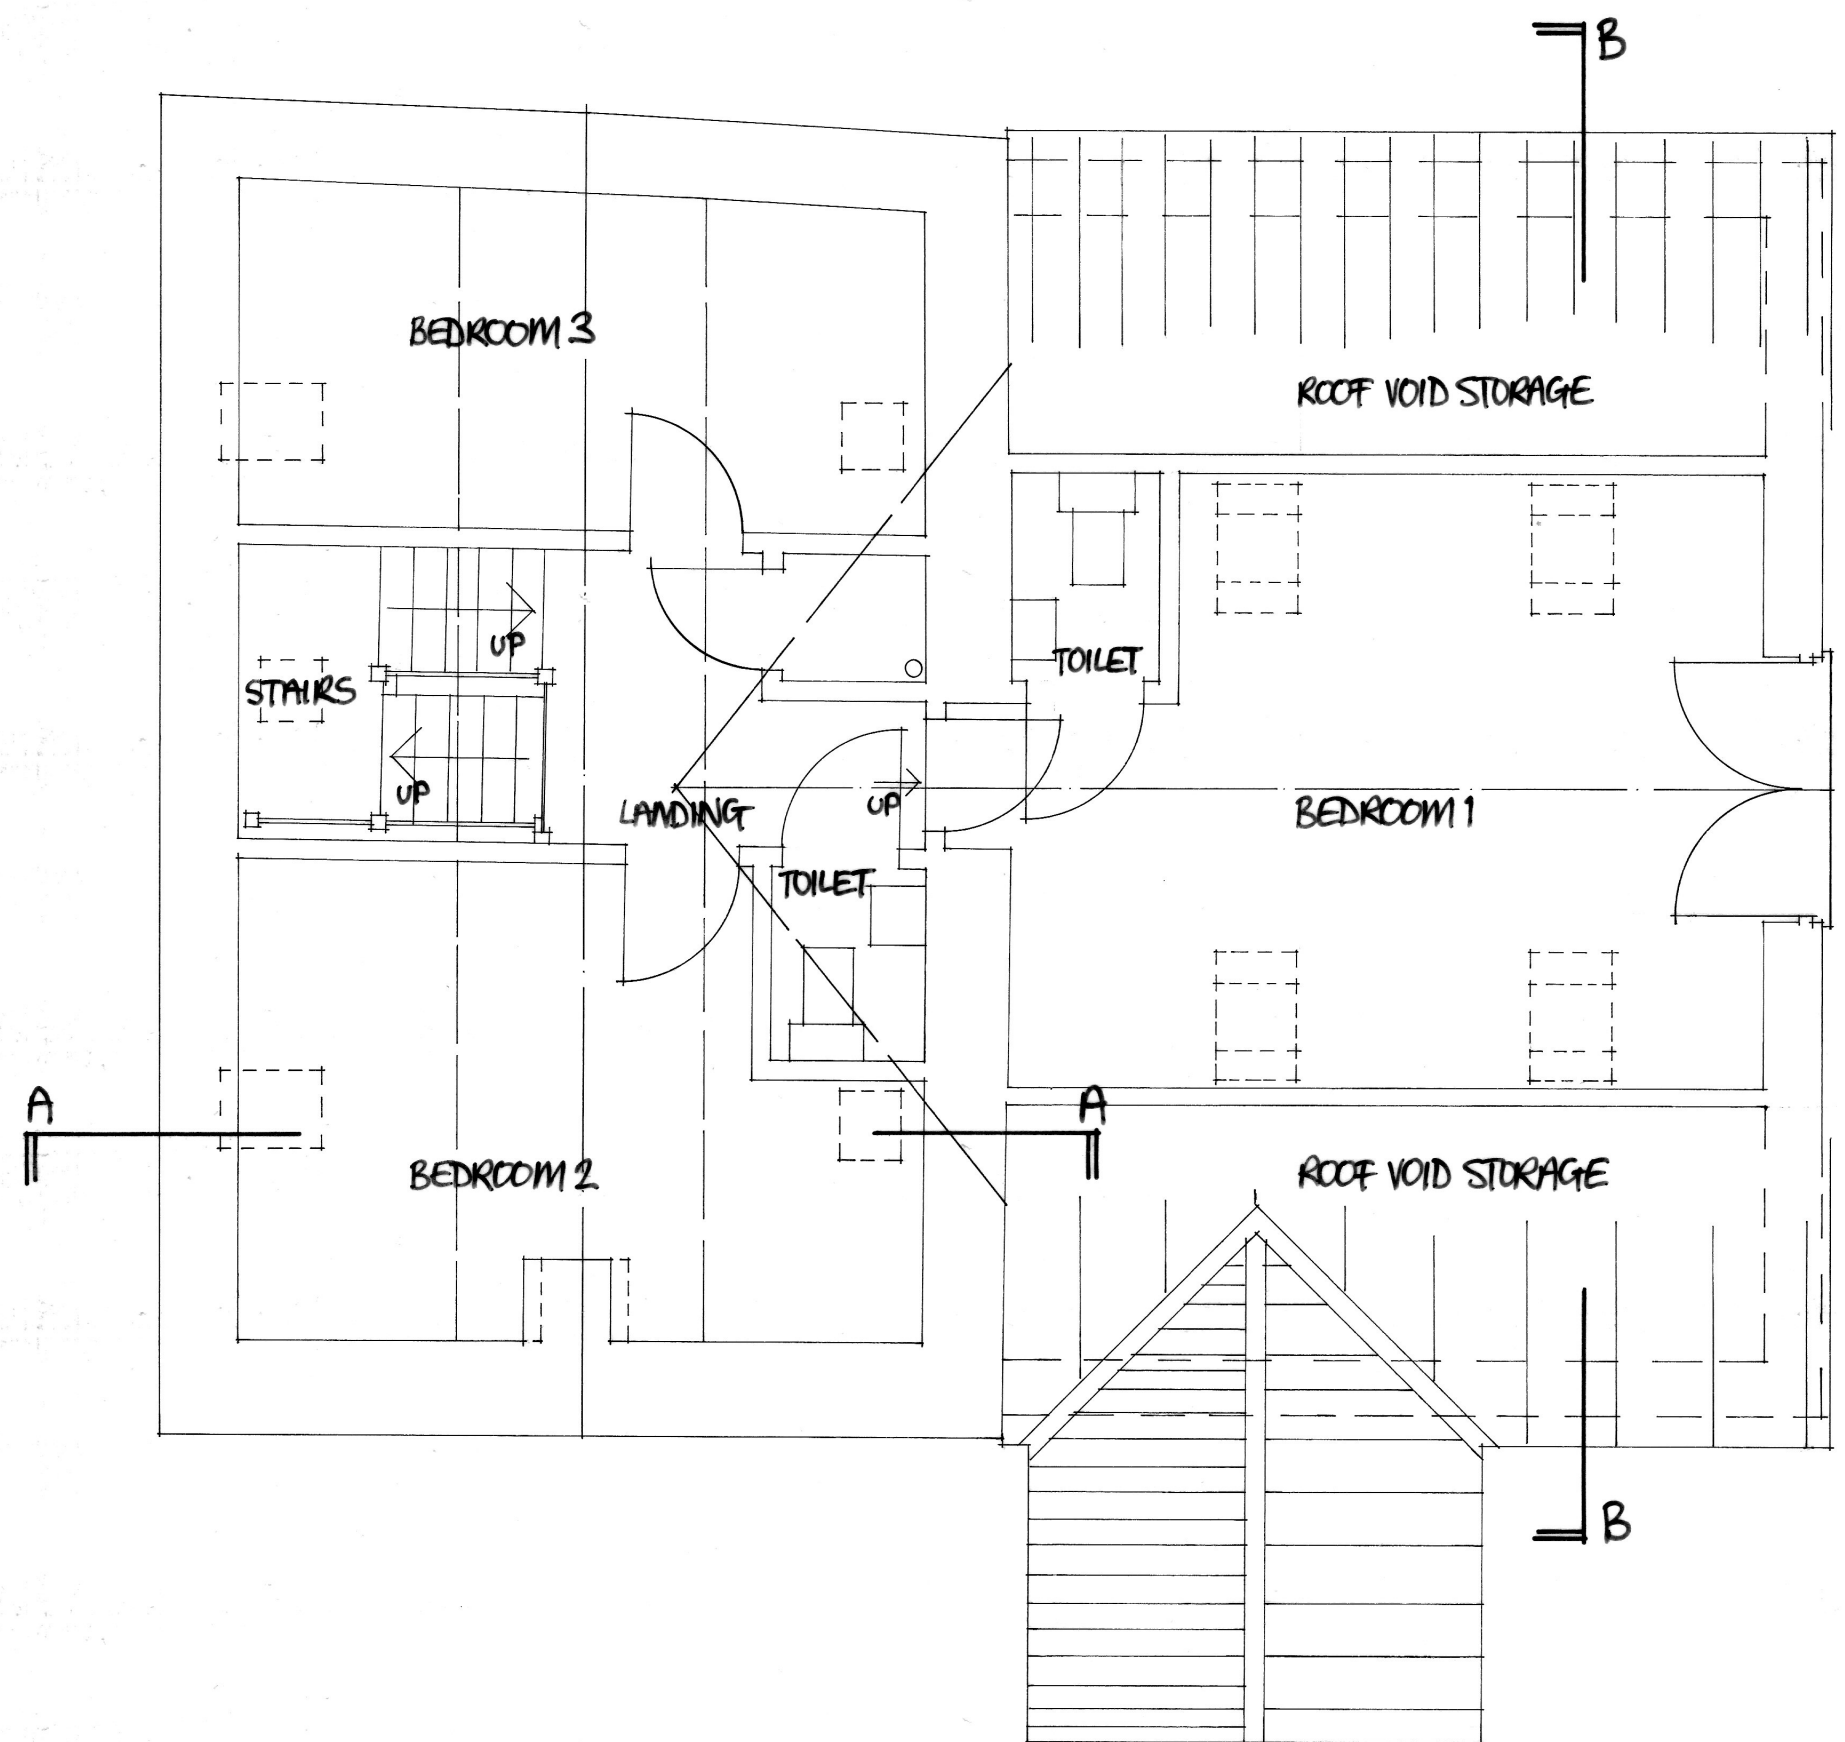 B
BEDROOM 3
ROOF VOID STORAGE
UP
TOILET
STAIRS
UP
LANDING
UP
BEDROOM 1
TOILET
A
A
BEDROOM 2
ROOF VOID STORAGE
B